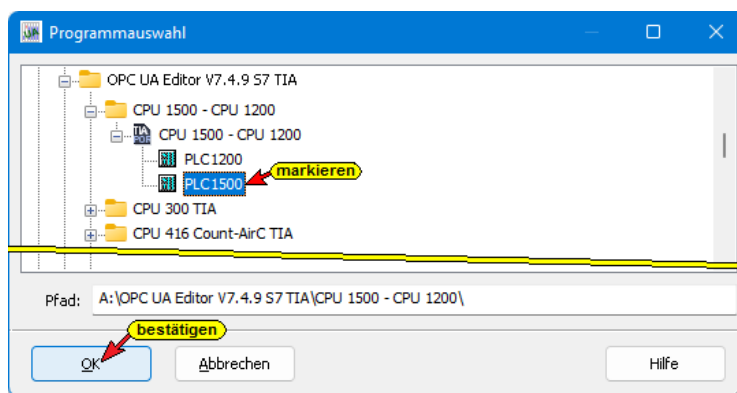 Programmauswahl
OPC UA Editor V7.4.9 S7 TIA
CPU 1500 - CPU 1200
CPU 1500 - CPU 1200
PLC1200
markieren
PLC1500
CPU 300 TIA
CPU 416 Count-AirC TIA
Pfad: A:\OPC UA Editor V7.4.9 S7 TIA\CPU 1500 - CPU 1200\
bestätigen
OK Abbrechen Hilfe